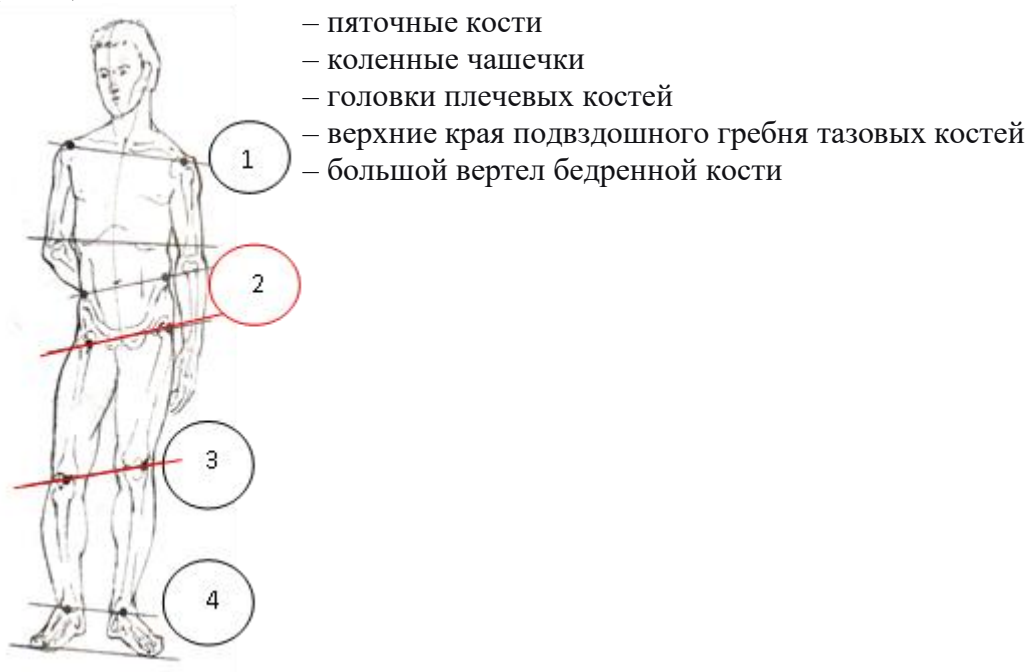 – пяточные кости
– коленные чашечки
– головки плечевых костей
– верхние края подвздошного гребня тазовых костей
– большой вертел бедренной кости
1
2
3
4